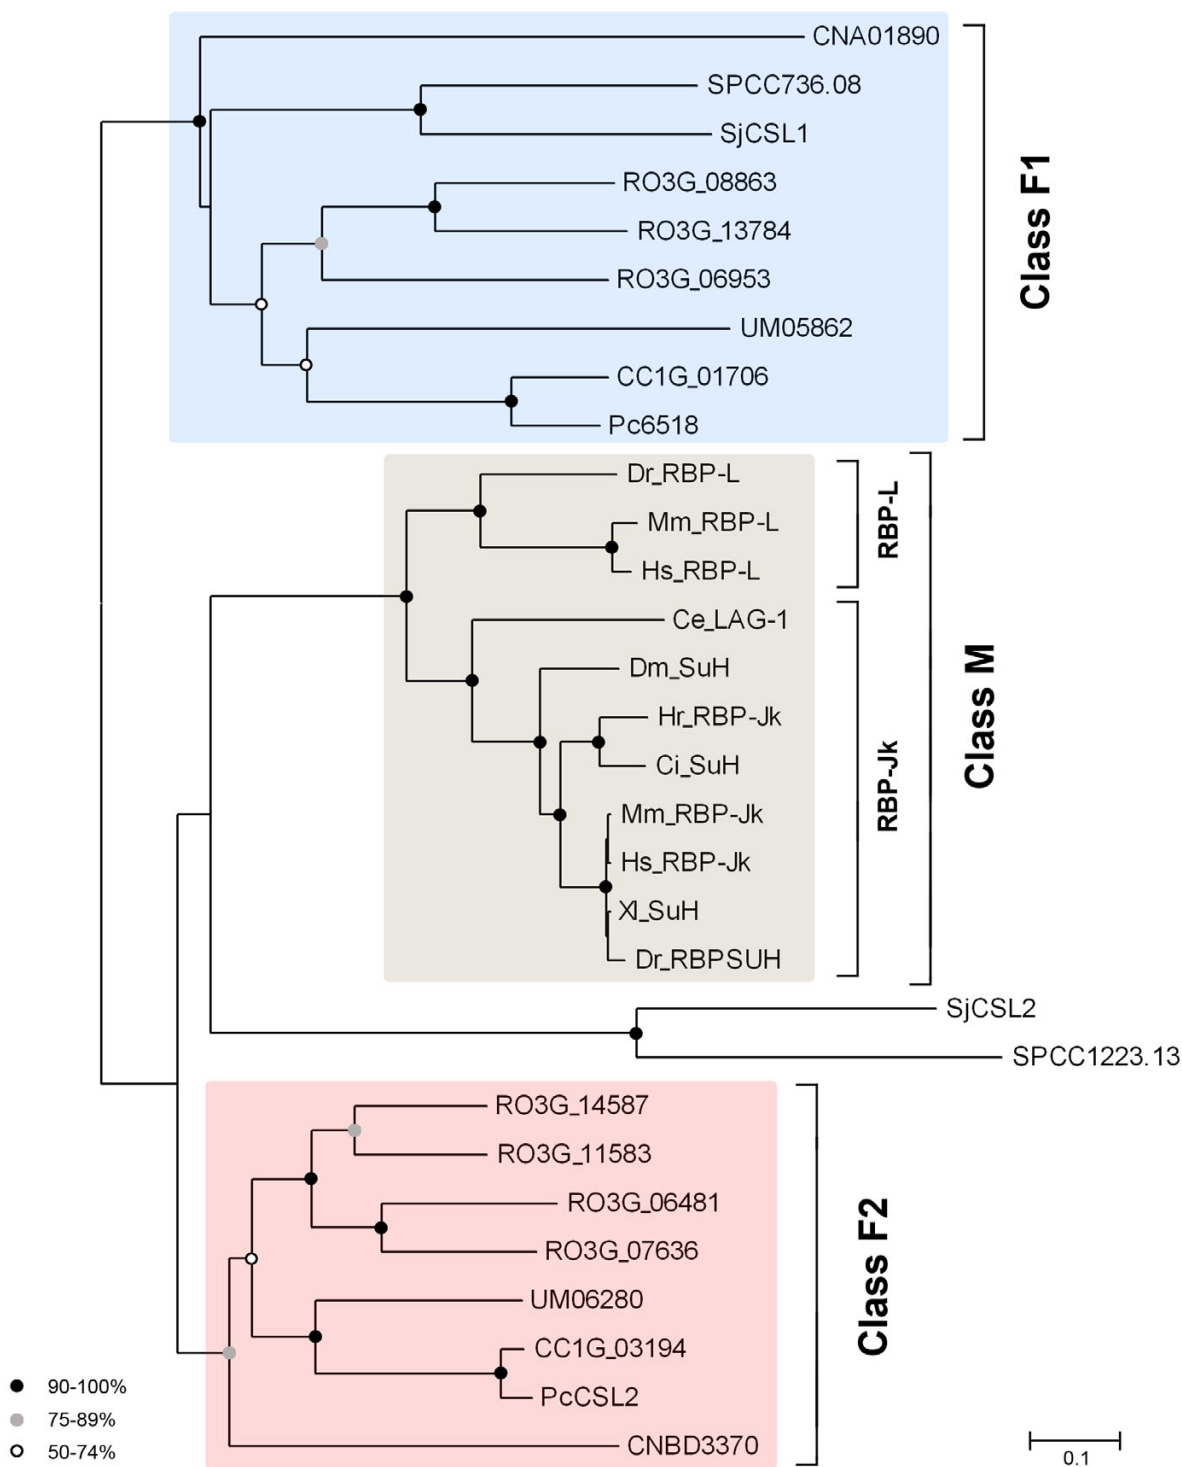 CNA01890
SPCC736.08
SjCSL1
RO3G_08863
RO3G_13784
RO3G_06953
UM05862
CC1G_01706
Pc6518
Class F1
Dr_RBP-L
Mm_RBP-L
Hs_RBP-L
RBP-L
Ce_LAG-1
Dm_SuH
Hr_RBP-Jk
Ci_SuH
Mm_RBP-Jk
Hs_RBP-Jk
Xl_SuH
Dr_RBPSUH
RBP-Jk
Class M
SjCSL2
SPCC1223.13
RO3G_14587
RO3G_11583
RO3G_06481
RO3G_07636
UM06280
CC1G_03194
PcCSL2
CNBD3370
Class F2
90-100%
75-89%
50-74%
0.1